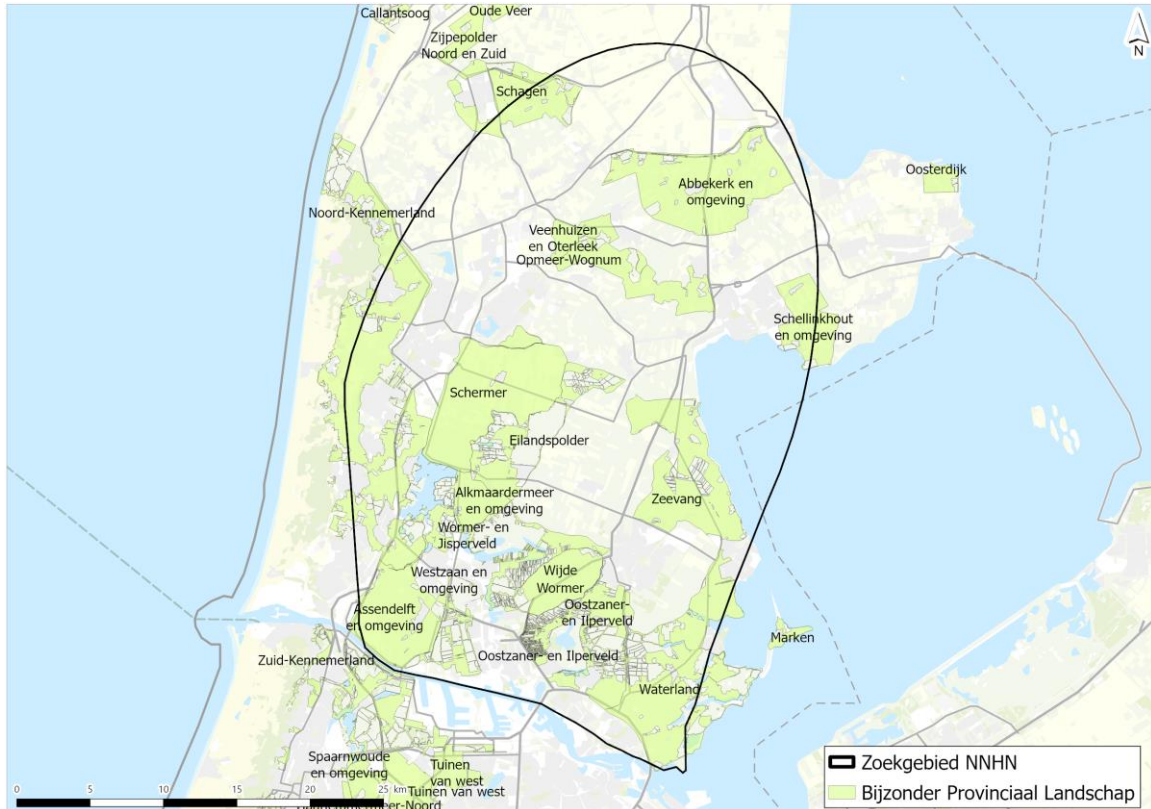 Callantsoog
Oude Veer
Zijpepolder
Noord en Zuid
N
Schagen
Abbekerk en
omgeving
Oosterdijk
Noord-Kennemerland
Veenhuizen
en Oterleek
Opmeer-Wognum
Schellinkhout
en omgeving
Schermer
Eilandspolder
Alkmaardermeer
en omgeving
Zeevang
Wormer- en
Jisperveld
Westzaan en
omgeving
Wijde
Wormer
Assendelft
en omgeving
Oostzaner-
en Ilperveld
Marken
Zuid-Kennemerland
Oostzaner- en Ilperveld
Waterland
Spaarnwoude
en omgeving
Tuinen
van west
Tuinen van west
Zoekgebied NNHN
Bijzonder Provinciaal Landschap
0 5 10 15 20 25 km